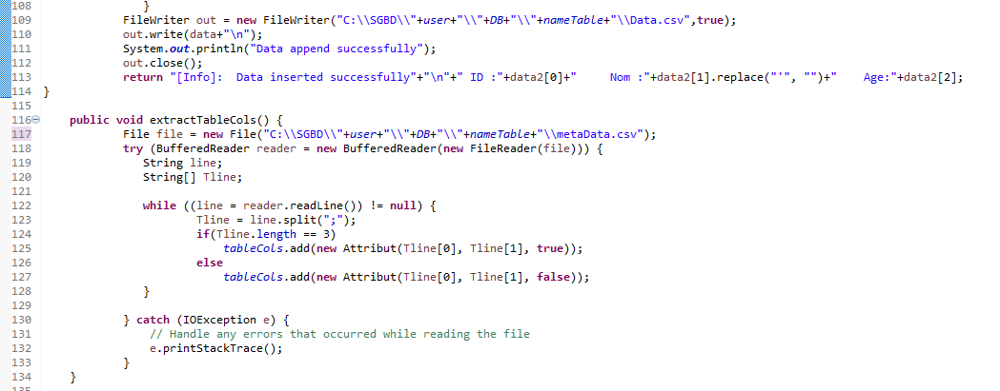 108 }
109 FileWriter out = new FileWriter("C:\\SGBD\\"+user+"\\"+DB+"\\"+nameTable+"\\Data.csv",true);
110 out.write(data+"\n");
111 System.out.println("Data append successfully");
112 out.close();
113 return "[Info]:  Data inserted successfully"+"\n"+" ID :"+data2[0]+"     Nom :"+data2[1].replace("'", "")+"    Age:"+data2[2];
114 }
115
116 public void extractTableCols() {
117 File file = new File("C:\\SGBD\\"+user+"\\"+DB+"\\"+nameTable+"\\metaData.csv");
118 try (BufferedReader reader = new BufferedReader(new FileReader(file))) {
119 String line;
120 String[] Tline;
121
122 while ((line = reader.readLine()) != null) {
123 Tline = line.split(";");
124 if(Tline.length == 3)
125 tableCols.add(new Attribut(Tline[0], Tline[1], true));
126 else
127 tableCols.add(new Attribut(Tline[0], Tline[1], false));
128 }
129
130 } catch (IOException e) {
131 // Handle any errors that occurred while reading the file
132 e.printStackTrace();
133 }
134 }
135